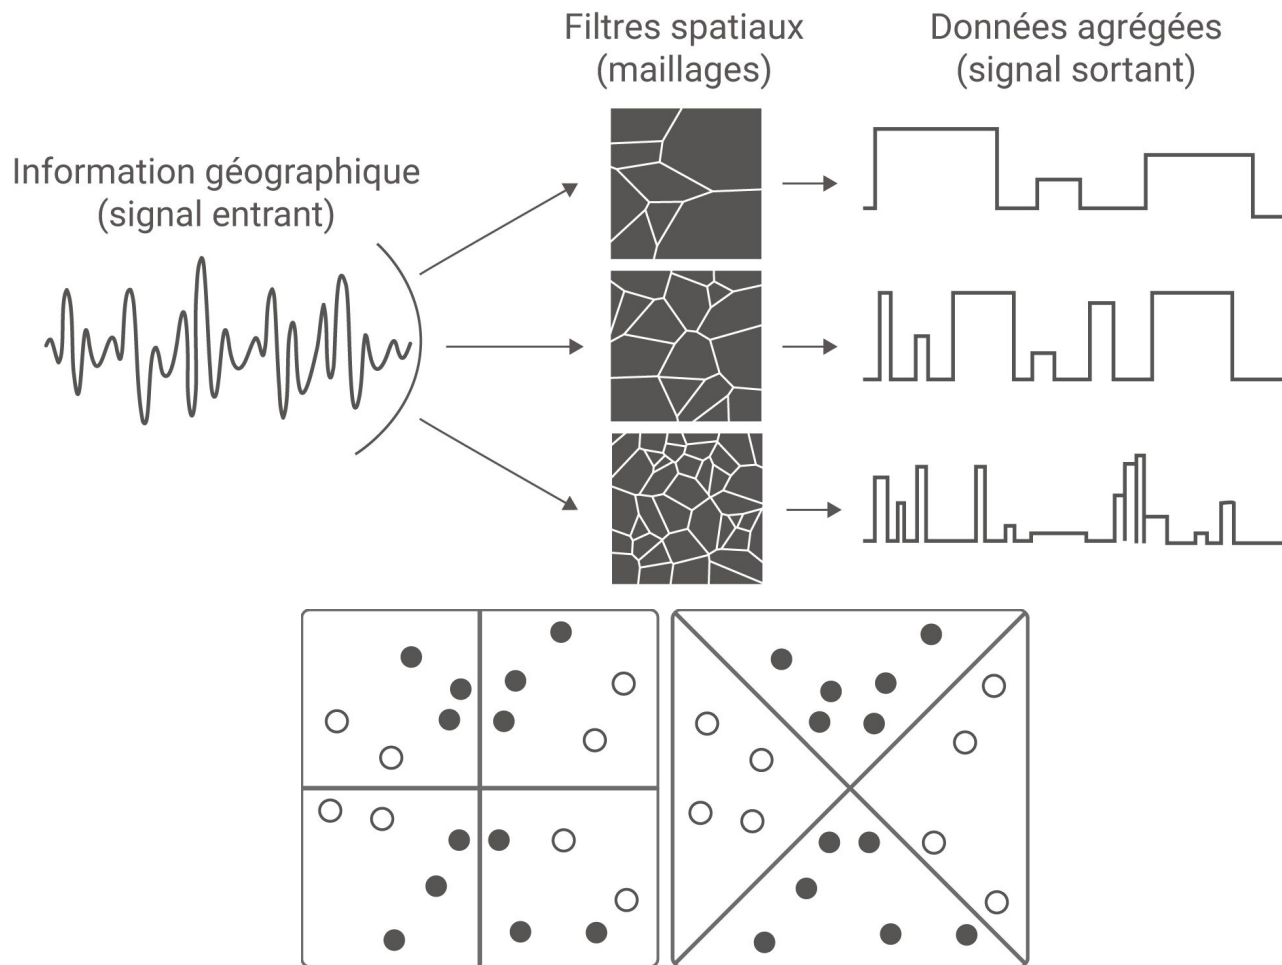 Filtres spatiaux
(maillages)
Données agrégées
(signal sortant)
Information géographique
(signal entrant)